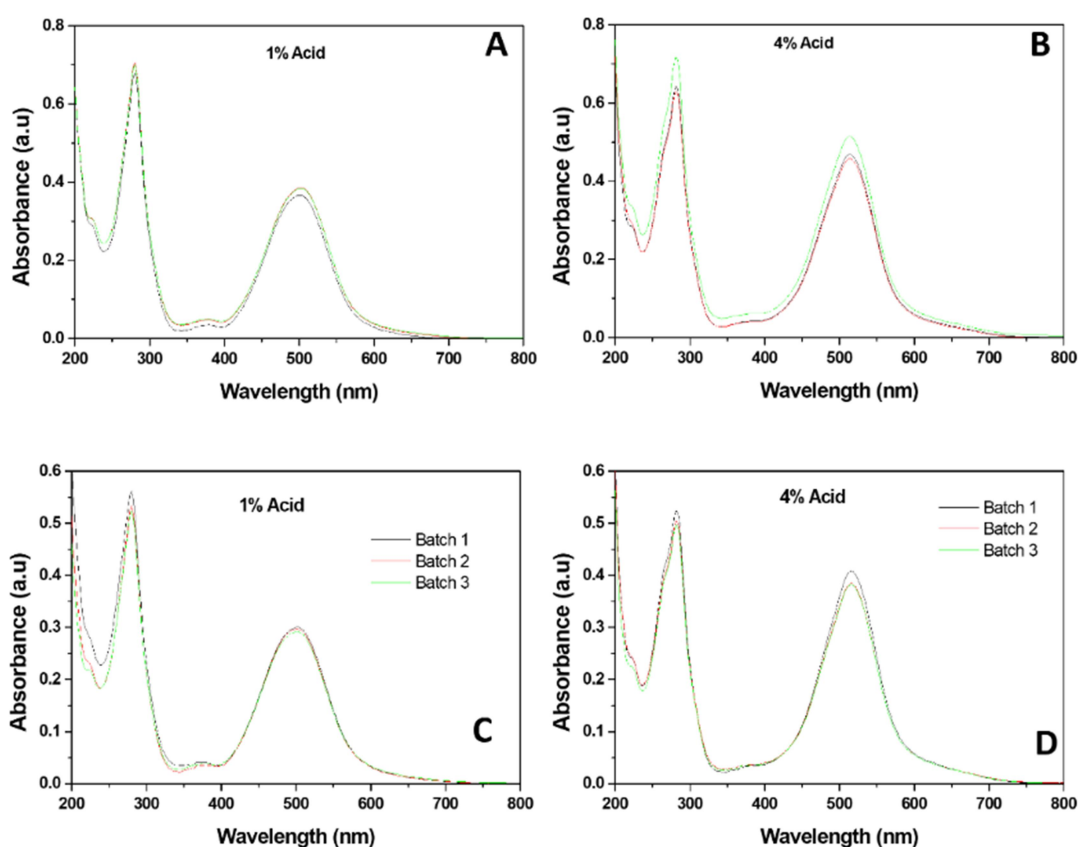 A
1% Acid
0.8
0.6
0.4
0.2
0.0
Absorbance (a.u)
200 300 400 500 600 700 800
Wavelength (nm)
B
4% Acid
0.8
0.6
0.4
0.2
0.0
Absorbance (a.u)
200 300 400 500 600 700 800
Wavelength (nm)
1% Acid
0.6
0.5
0.4
0.3
0.2
0.1
0.0
Absorbance (a.u)
Batch 1
Batch 2
Batch 3
C
200 300 400 500 600 700 800
Wavelength (nm)
4% Acid
0.6
0.5
0.4
0.3
0.2
0.1
0.0
Absorbance (a.u)
Batch 1
Batch 2
Batch 3
D
200 300 400 500 600 700 800
Wavelength (nm)